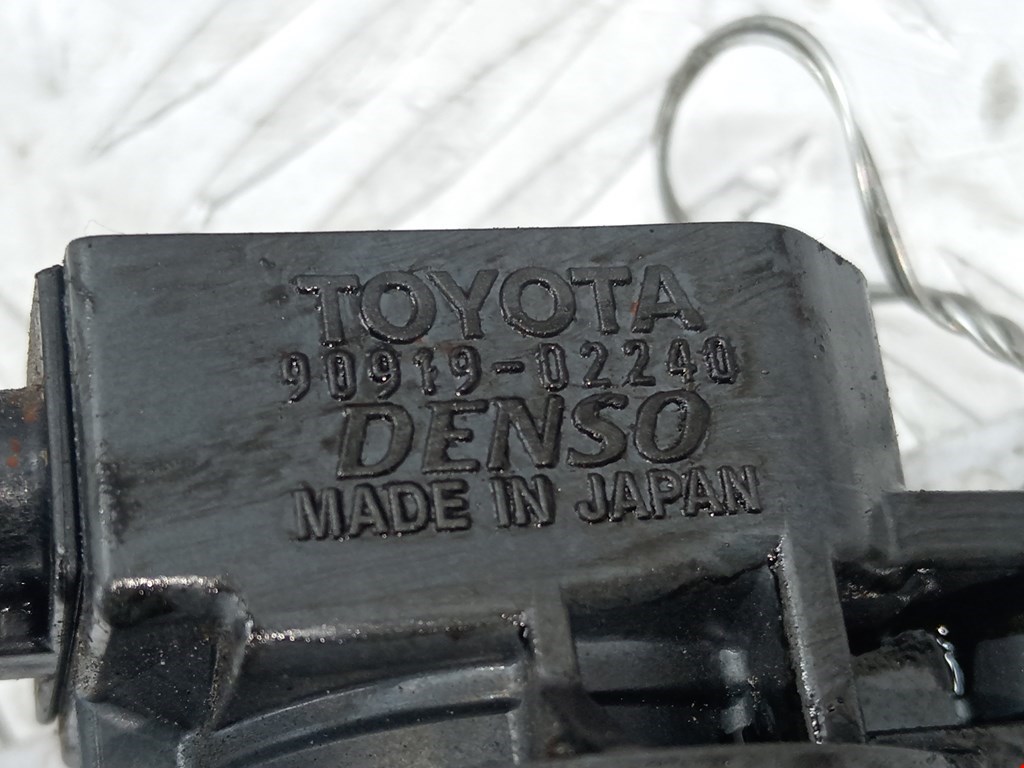 TOYOTA
90919-02240
DENSO
MADE IN JAPAN